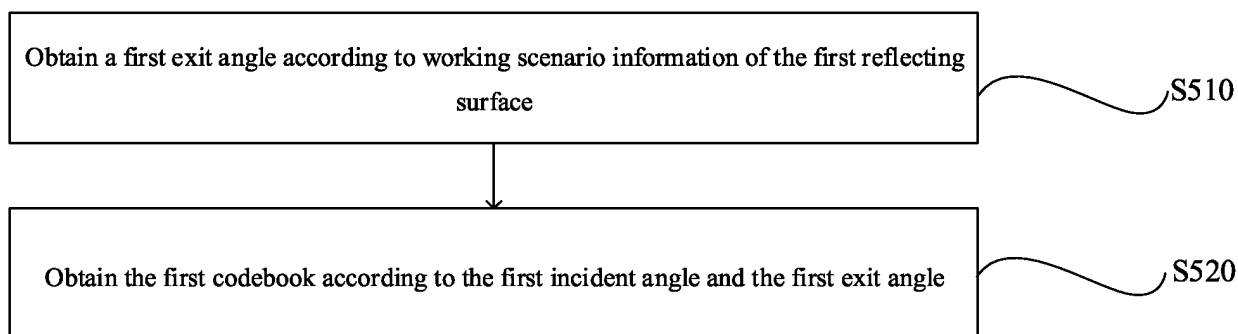 Obtain a first exit angle according to working scenario information of the first reflecting
surface
S510
Obtain the first codebook according to the first incident angle and the first exit angle
S520